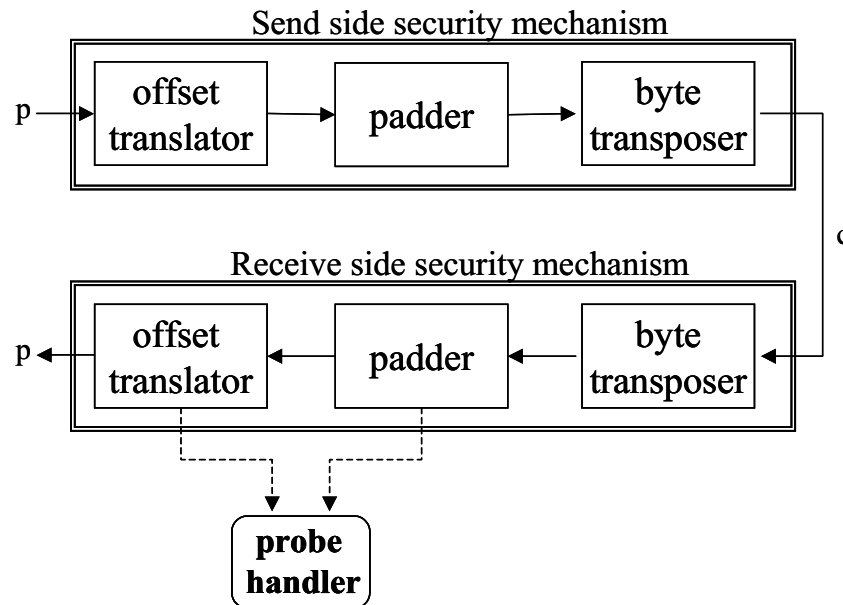 Send side security mechanism
p
offset
translator
padder
byte
transposer
c
Receive side security mechanism
p
offset
translator
padder
byte
transposer
probe
handler